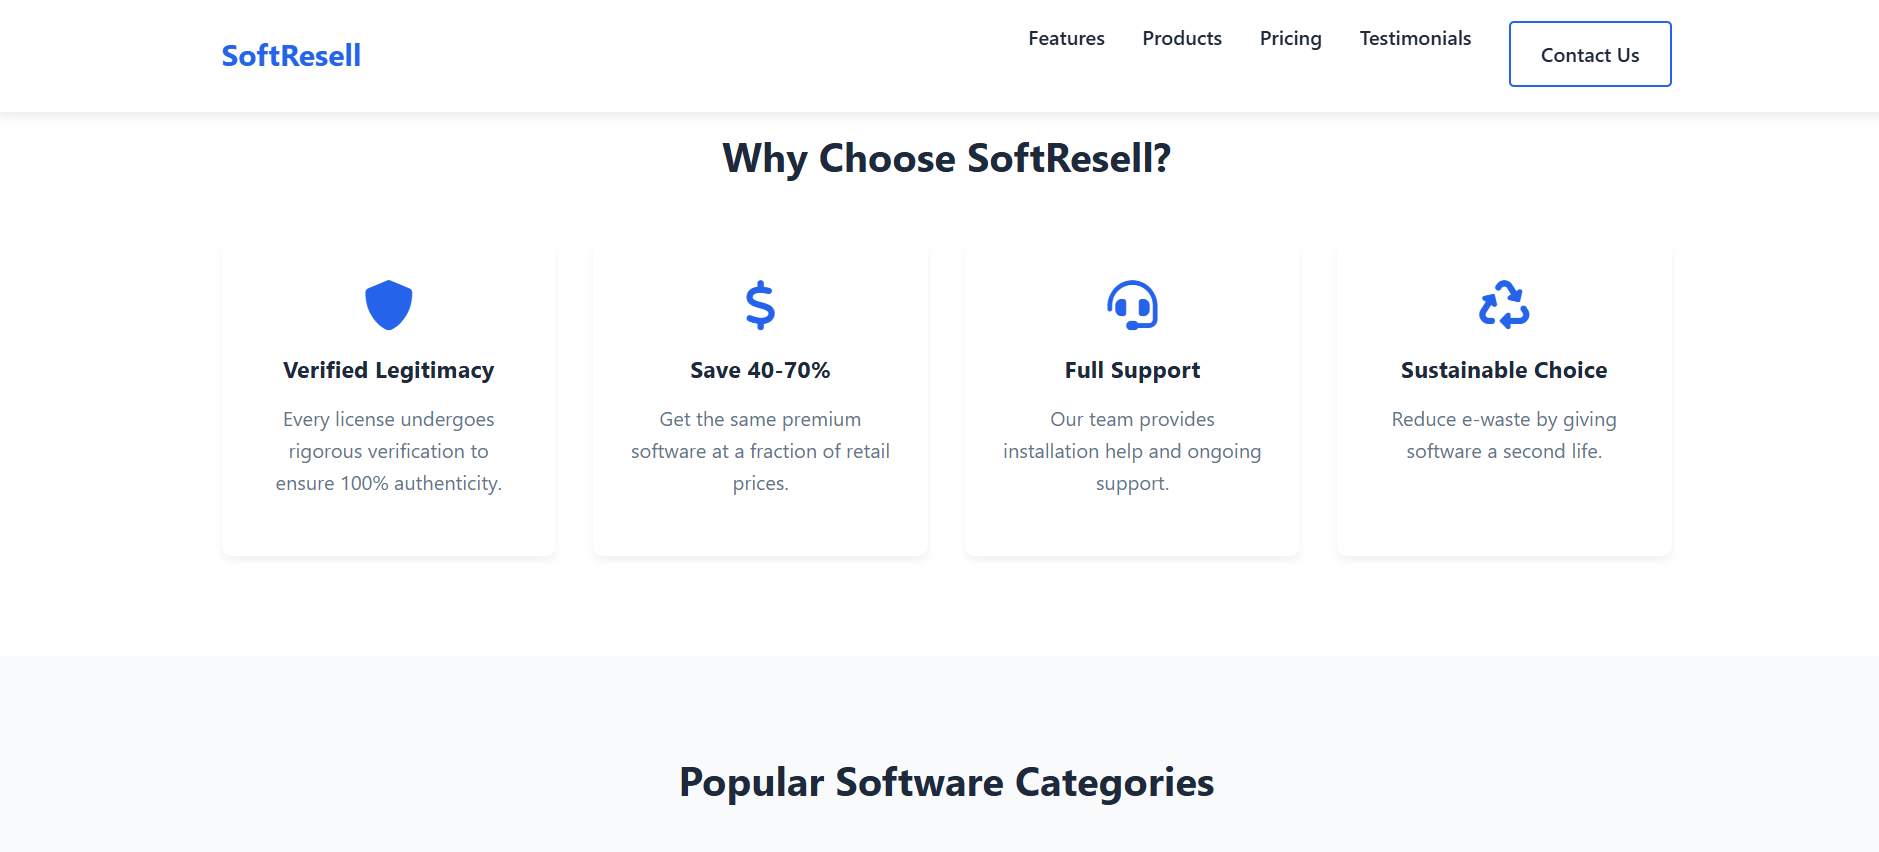 SoftResell
Features
Products
Pricing
Testimonials
Contact Us
Why Choose SoftResell?
Verified Legitimacy
Every license undergoes
rigorous verification to
ensure 100% authenticity.
Save 40-70%
Get the same premium
software at a fraction of retail
prices.
Full Support
Our team provides
installation help and ongoing
support.
Sustainable Choice
Reduce e-waste by giving
software a second life.
Popular Software Categories